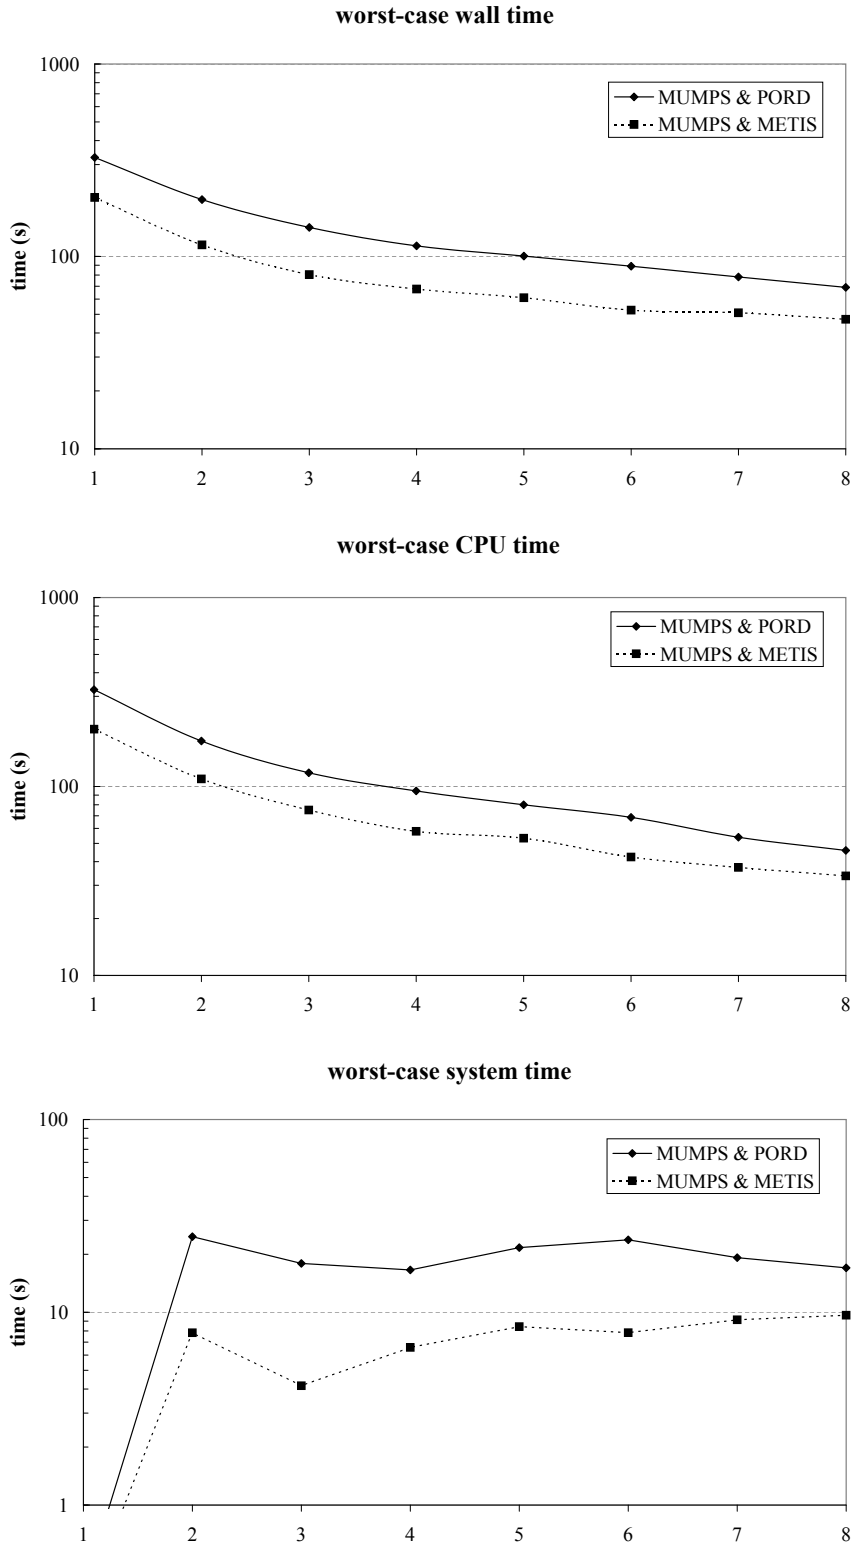 worst-case wall time
1000
MUMPS & PORD
MUMPS & METIS
time (s)
100
10
1 2 3 4 5 6 7 8
worst-case CPU time
1000
MUMPS & PORD
MUMPS & METIS
time (s)
100
10
1 2 3 4 5 6 7 8
worst-case system time
100
MUMPS & PORD
MUMPS & METIS
time (s)
10
1
1 2 3 4 5 6 7 8